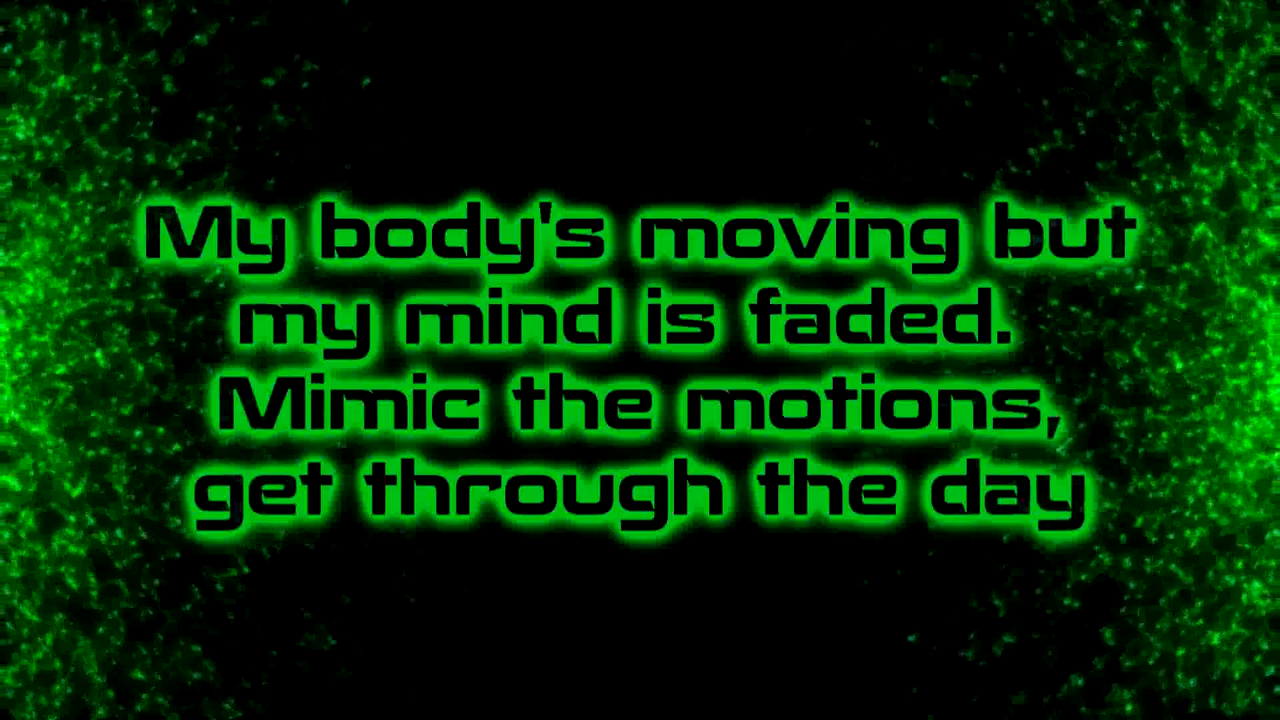 My body's moving but
my mind is faded.
Mimic the motions,
get through the day